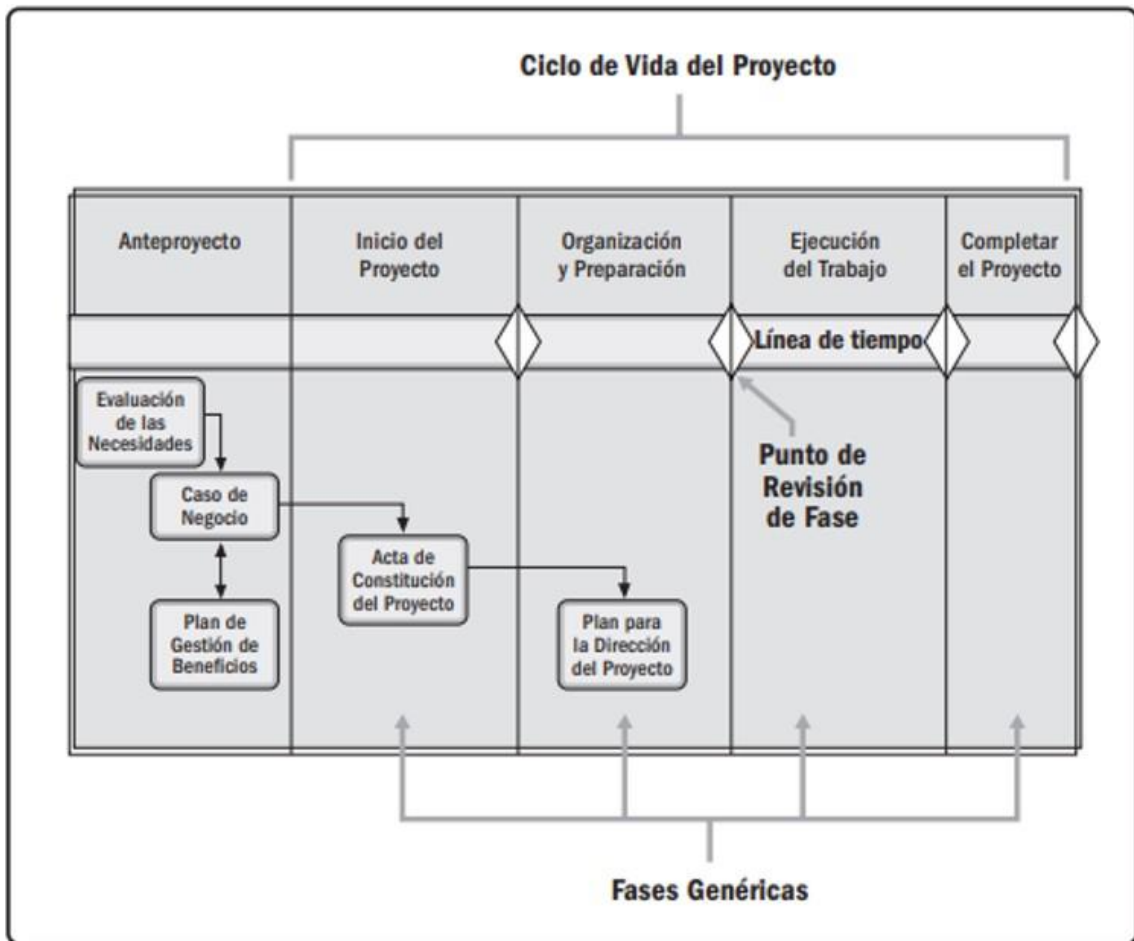 Ciclo de Vida del Proyecto
Anteproyecto
Inicio del
Proyecto
Organización
y Preparación
Ejecución
del Trabajo
Completar
el Proyecto
Línea de tiempo
Evaluación
de las
Necesidades
Caso de
Negocio
Plan de
Gestión de
Beneficios
Acta de
Constitución
del Proyecto
Plan para
la Dirección
del Proyecto
Punto de
Revisión
de Fase
Fases Genéricas